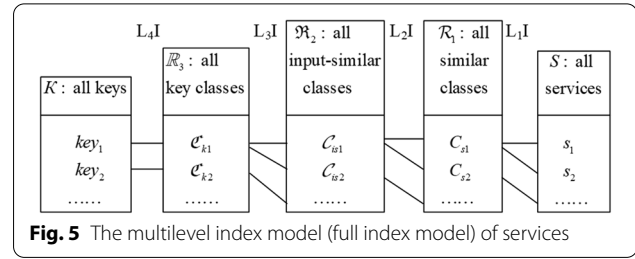 L₄I
L₃I
L₂I
L₁I
K : all keys
key₁
key₂
……
ℝ₃ : all
key classes
𝕮ₖ₁
𝕮ₖ₂
……
ℜ₂ : all
input-similar
classes
𝒞ᵢₛ₁
𝒞ᵢₛ₂
……
ℛ₁ : all
similar
classes
Cₛ₁
Cₛ₂
……
S : all
services
s₁
s₂
……
Fig. 5 The multilevel index model (full index model) of services